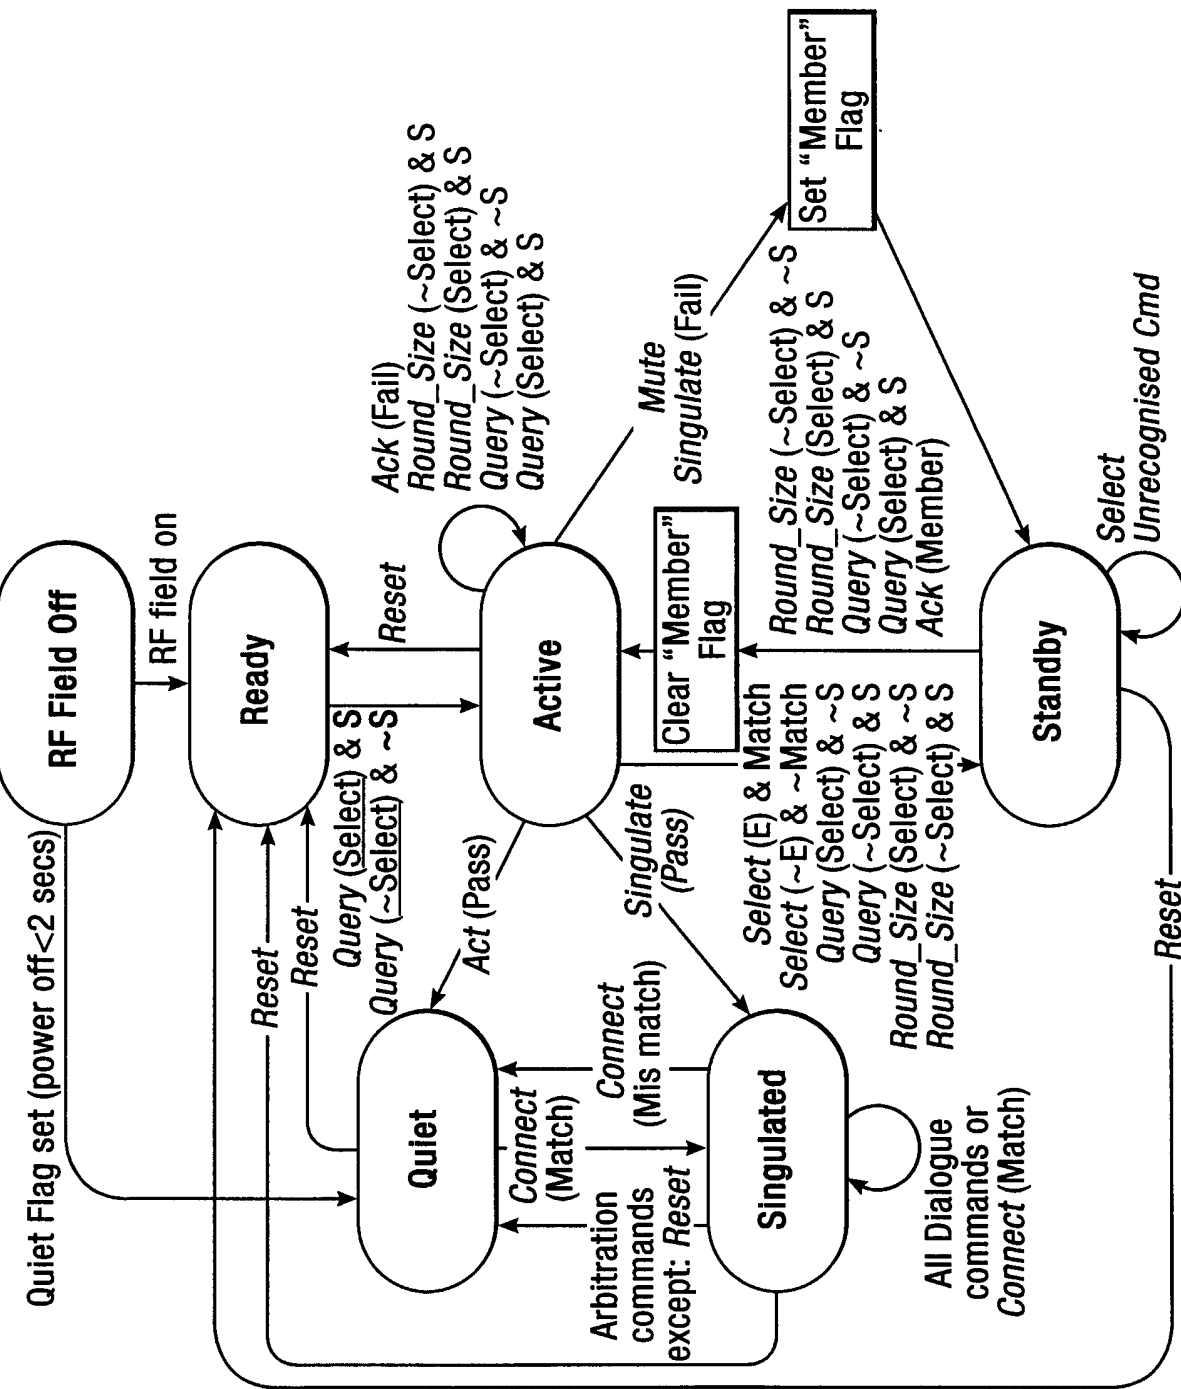 RF Field Off
Quiet Flag set (power off<2 secs)
RF field on
Ready
Reset
Reset
Reset
Query (Select) & S
Query (~Select) & ~S
Ack (Fail)
Round_Size (~Select) & S
Round_Size (Select) & S
Query (~Select) & ~S
Query (Select) & S
Active
Act (Pass)
Singulate
(Pass)
Mute
Singulate (Fail)
Set “Member”
Flag
Clear “Member”
Flag
Quiet
Connect
(Match)
Connect
(Mis match)
Arbitration
commands
except: Reset
Singulated
All Dialogue
commands or
Connect (Match)
Select (E) & Match
Select (~E) & ~Match
Query (Select) & ~S
Query (~Select) & S
Round_Size (Select) & ~S
Round_Size (~Select) & S
Round_Size (~Select) & ~S
Round_Size (Select) & S
Query (~Select) & ~S
Query (Select) & S
Ack (Member)
Standby
Select
Unrecognised Cmd
Reset